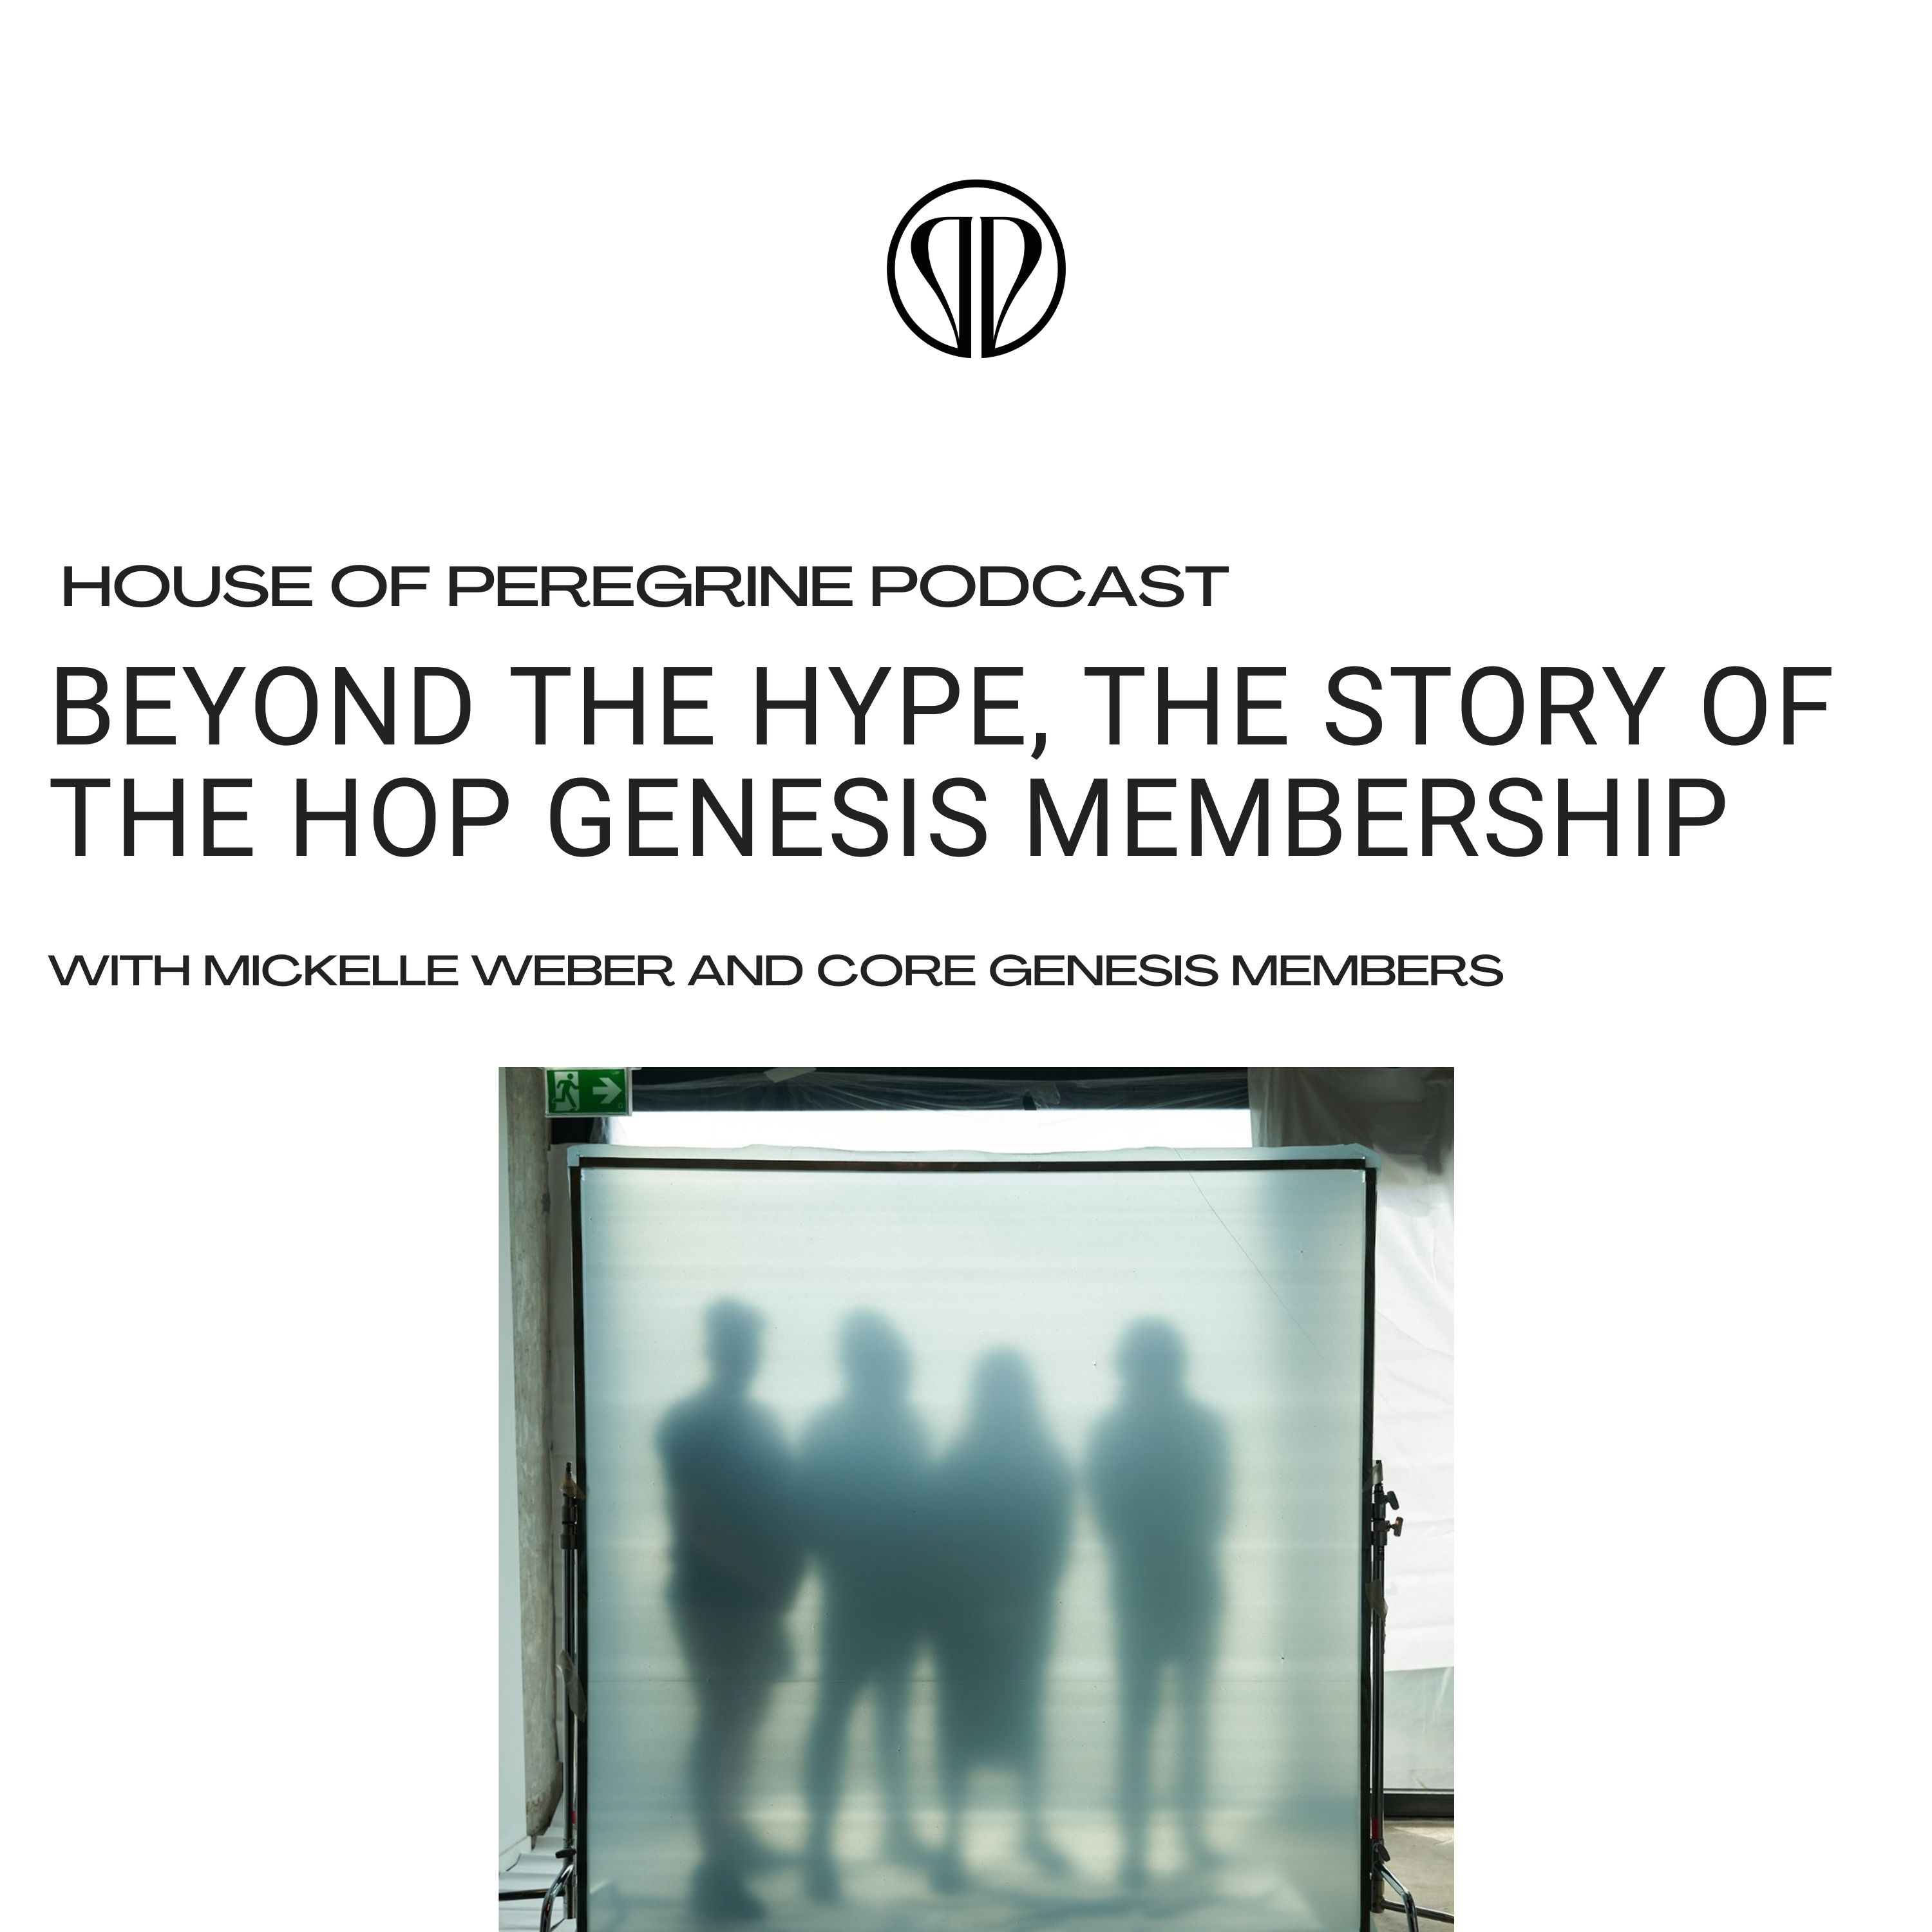 HOUSE OF PEREGRINE PODCAST
BEYOND THE HYPE, THE STORY OF
THE HOP GENESIS MEMBERSHIP
WITH MICKELLE WEBER AND CORE GENESIS MEMBERS